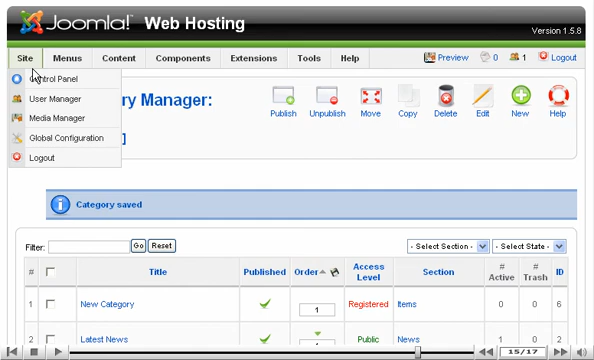 Joomla! Web Hosting
Version 1.5.8
Site Menus Content Components Extensions Tools Help Preview 0 1 Logout
Control Panel
User Manager
Media Manager
Global Configuration
Logout
ry Manager:
]
Publish Unpublish Move Copy Delete Edit New Help
Category saved
Filter: Go Reset - Select Section - - Select State -
# Title Published Order Access Level Section # Active # Trash ID
1 New Category 1 Registered Items 0 0 6
2 Latest News Public News 1 0 1
15/17